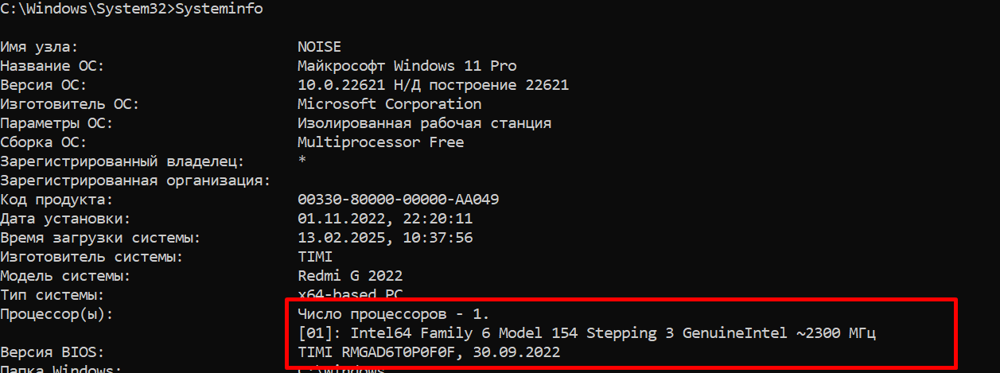 C:\Windows\System32>Systeminfo
Имя узла: NOISE
Название ОС: Майкрософт Windows 11 Pro
Версия ОС: 10.0.22621 Н/Д построение 22621
Изготовитель ОС: Microsoft Corporation
Параметры ОС: Изолированная рабочая станция
Сборка ОС: Multiprocessor Free
Зарегистрированный владелец: *
Зарегистрированная организация:
Код продукта: 00330-80000-00000-AA049
Дата установки: 01.11.2022, 22:20:11
Время загрузки системы: 13.02.2025, 10:37:56
Изготовитель системы: TIMI
Модель системы: Redmi G 2022
Тип системы: x64-based PC
Процессор(ы): Число процессоров - 1.
[01]: Intel64 Family 6 Model 154 Stepping 3 GenuineIntel ~2300 МГц
Версия BIOS: TIMI RMGAD6T0P0F0F, 30.09.2022
Папка Windows: C:\Windows